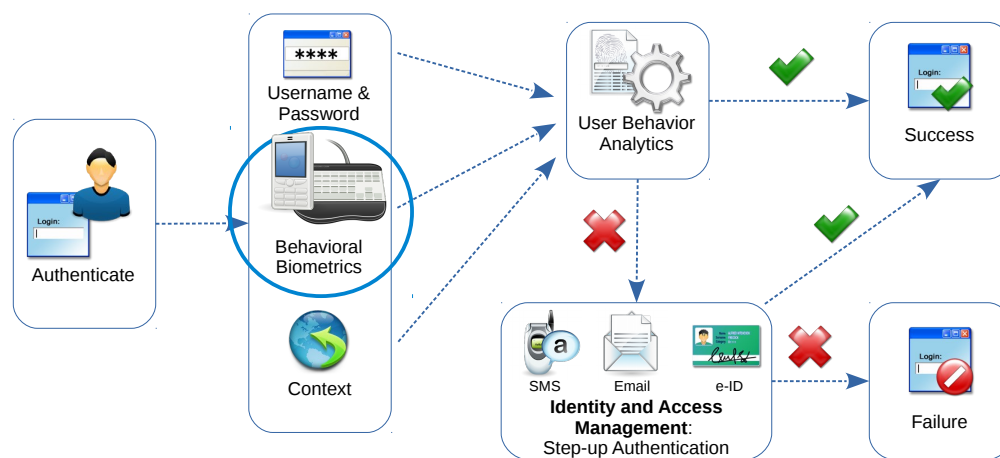 ****
Username &
Password
Login:
Authenticate
Behavioral
Biometrics
Context
User Behavior
Analytics
Login:
Success
a
SMS
Email
e-ID
Identity and Access
Management:
Step-up Authentication
Login:
Failure